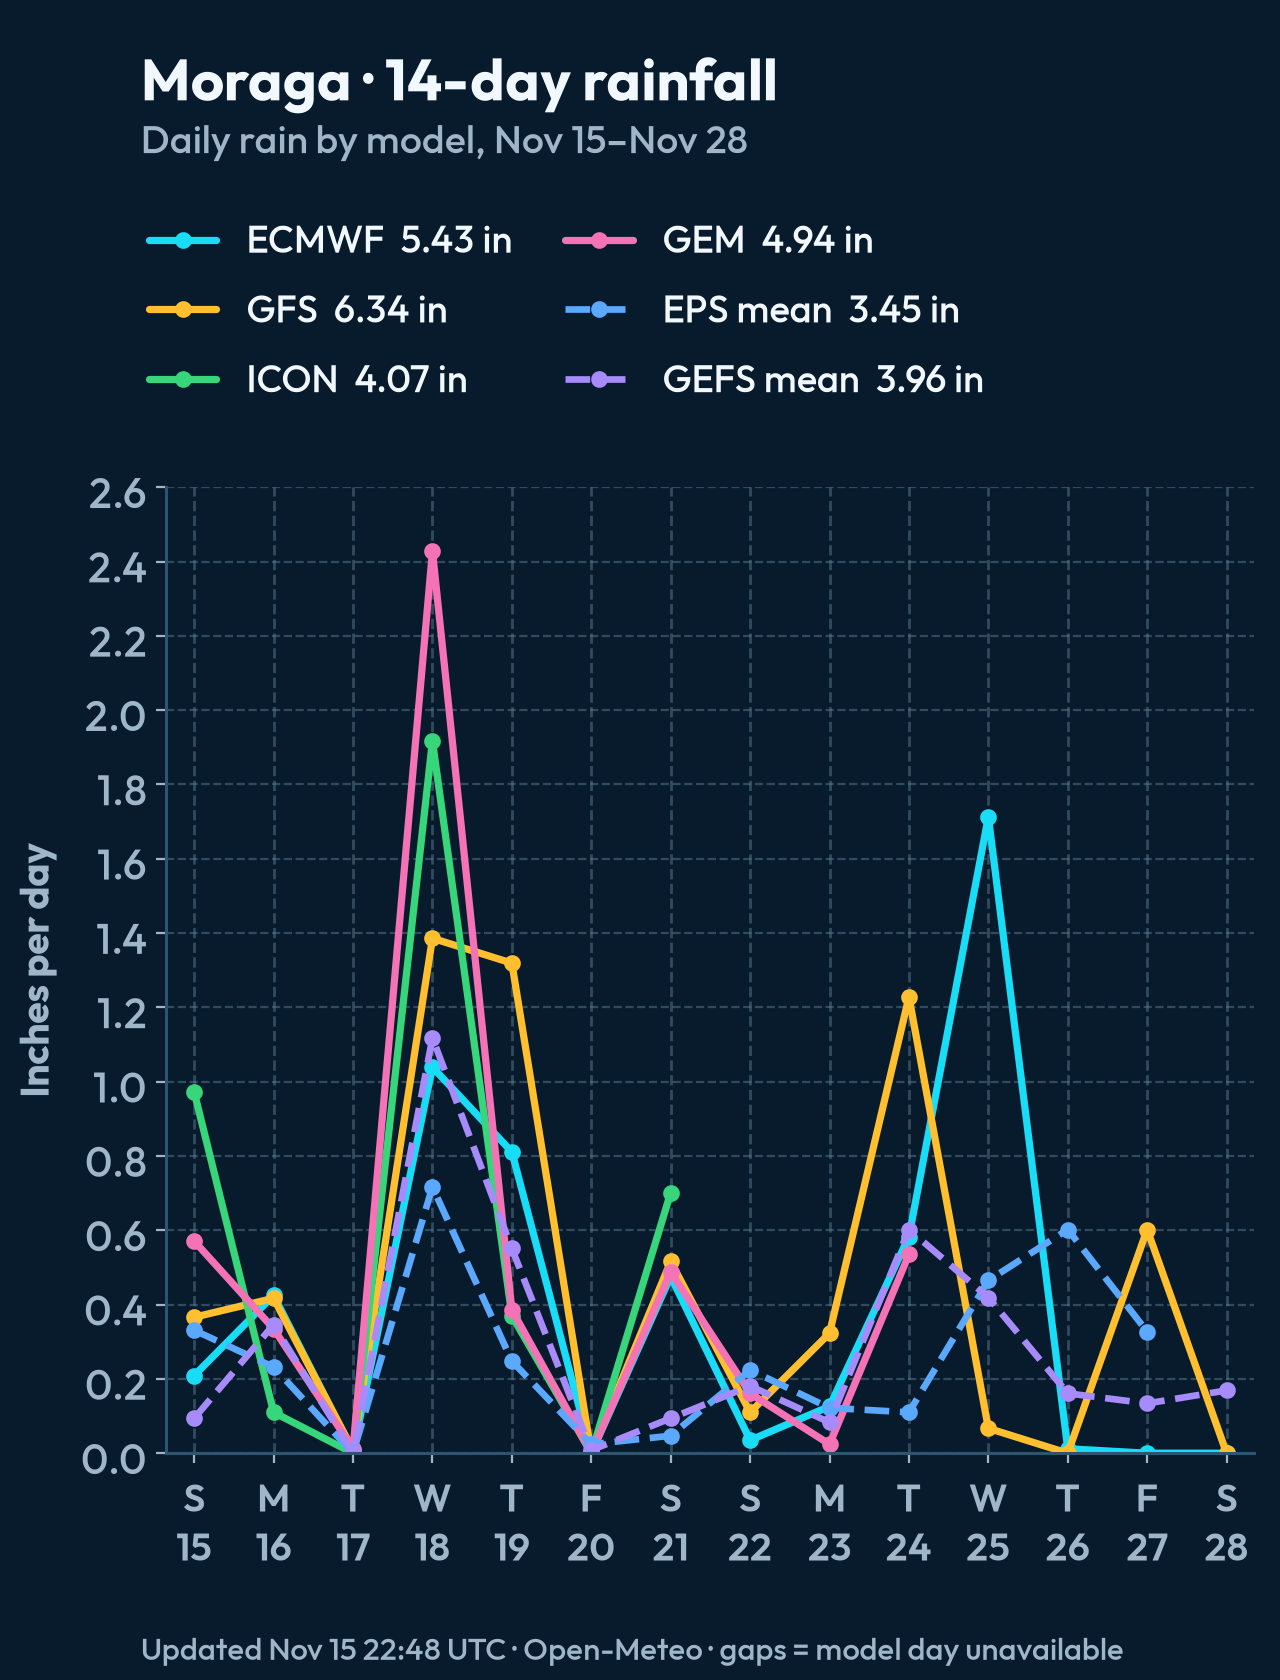 Moraga · 14-day rainfall
Daily rain by model, Nov 15–Nov 28
ECMWF 5.43 in
GEM 4.94 in
GFS 6.34 in
EPS mean 3.45 in
ICON 4.07 in
GEFS mean 3.96 in
Inches per day
2.6
2.4
2.2
2.0
1.8
1.6
1.4
1.2
1.0
0.8
0.6
0.4
0.2
0.0
S M T W T F S S M T W T F S
15 16 17 18 19 20 21 22 23 24 25 26 27 28
Updated Nov 15 22:48 UTC · Open-Meteo · gaps = model day unavailable